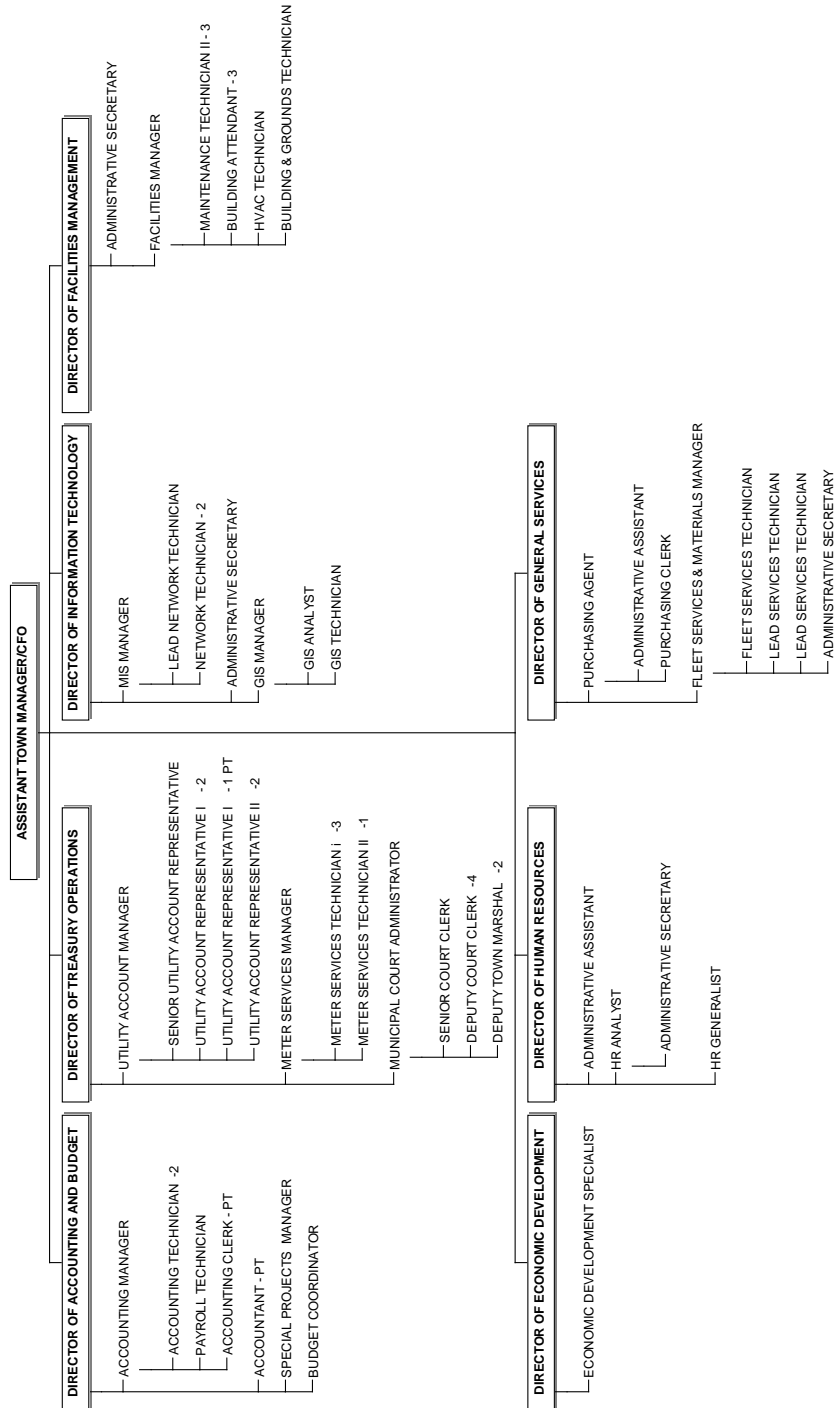 ASSISTANT TOWN MANAGER/CFO
DIRECTOR OF ACCOUNTING AND BUDGET
ACCOUNTING MANAGER
ACCOUNTING TECHNICIAN -2
PAYROLL TECHNICIAN
ACCOUNTING CLERK - PT
ACCOUNTANT - PT
SPECIAL PROJECTS MANAGER
BUDGET COORDINATOR
DIRECTOR OF TREASURY OPERATIONS
UTILITY ACCOUNT MANAGER
SENIOR UTILITY ACCOUNT REPRESENTATIVE
UTILITY ACCOUNT REPRESENTATIVE I - 2
UTILITY ACCOUNT REPRESENTATIVE I - 1 PT
UTILITY ACCOUNT REPRESENTATIVE II -2
METER SERVICES MANAGER
METER SERVICES TECHNICIAN i -3
METER SERVICES TECHNICIAN II -1
MUNICIPAL COURT ADMINISTRATOR
SENIOR COURT CLERK
DEPUTY COURT CLERK -4
DEPUTY TOWN MARSHAL -2
DIRECTOR OF INFORMATION TECHNOLOGY
MIS MANAGER
LEAD NETWORK TECHNICIAN
NETWORK TECHNICIAN - 2
ADMINISTRATIVE SECRETARY
GIS MANAGER
GIS ANALYST
GIS TECHNICIAN
DIRECTOR OF FACILITIES MANAGEMENT
ADMINISTRATIVE SECRETARY
FACILITIES MANAGER
MAINTENANCE TECHNICIAN II - 3
BUILDING ATTENDANT - 3
HVAC TECHNICIAN
BUILDING & GROUNDS TECHNICIAN
DIRECTOR OF ECONOMIC DEVELOPMENT
ECONOMIC DEVELOPMENT SPECIALIST
DIRECTOR OF HUMAN RESOURCES
ADMINISTRATIVE ASSISTANT
HR ANALYST
ADMINISTRATIVE SECRETARY
HR GENERALIST
DIRECTOR OF GENERAL SERVICES
PURCHASING AGENT
ADMINISTRATIVE ASSISTANT
PURCHASING CLERK
FLEET SERVICES & MATERIALS MANAGER
FLEET SERVICES TECHNICIAN
LEAD SERVICES TECHNICIAN
LEAD SERVICES TECHNICIAN
ADMINISTRATIVE SECRETARY